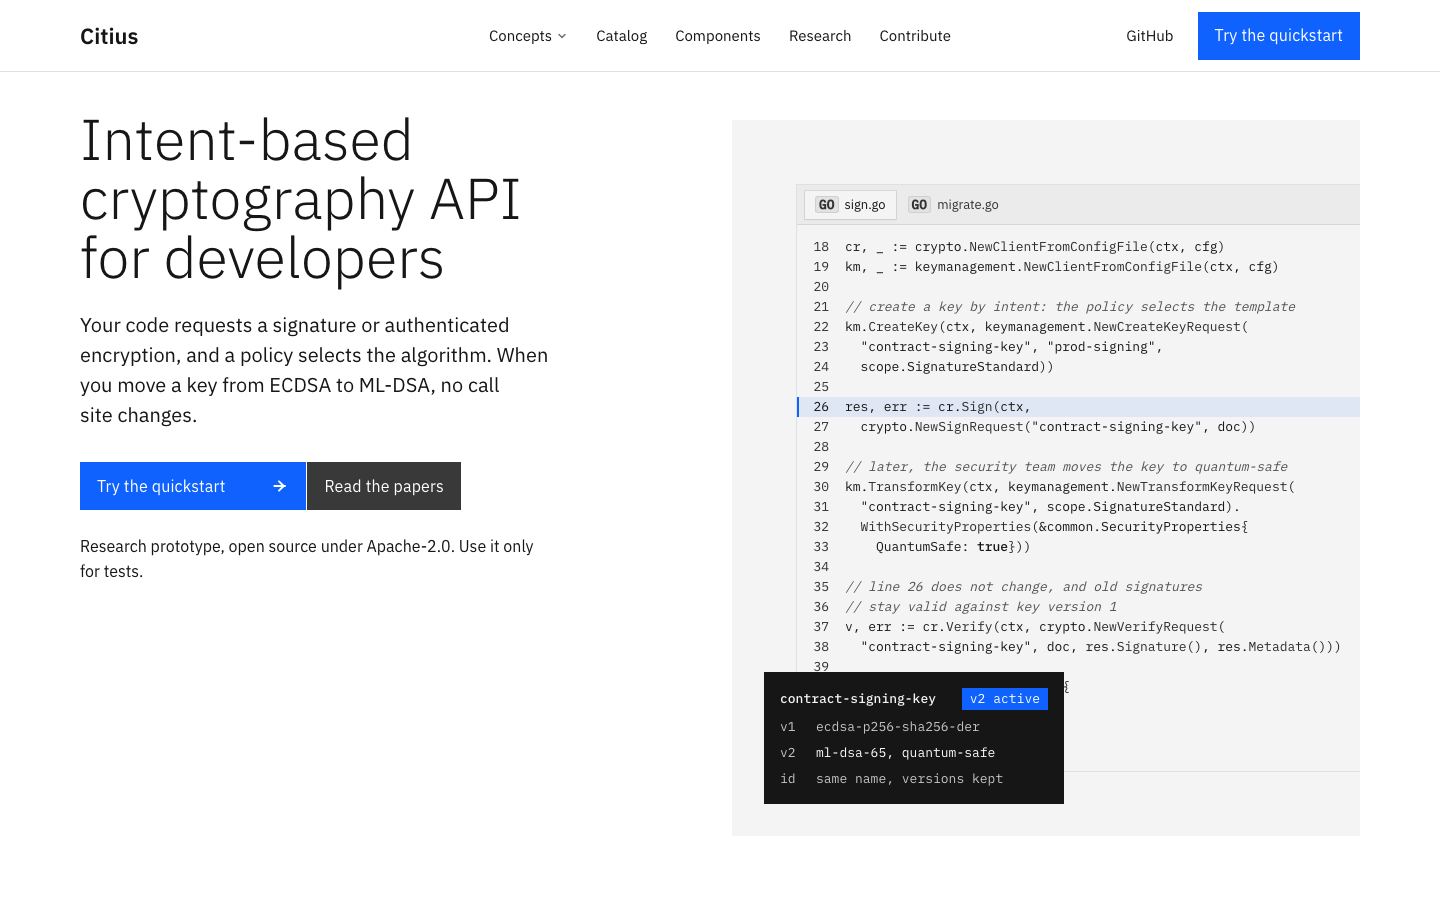 Citius
Concepts
Catalog
Components
Research
Contribute
GitHub
Try the quickstart
Intent-based
cryptography API
for developers
Your code requests a signature or authenticated
encryption, and a policy selects the algorithm. When
you move a key from ECDSA to ML-DSA, no call
site changes.
Try the quickstart →
Read the papers
Research prototype, open source under Apache-2.0. Use it only
for tests.
GO sign.go
GO migrate.go
18 cr, _ := crypto.NewClientFromConfigFile(ctx, cfg)
19 km, _ := keymanagement.NewClientFromConfigFile(ctx, cfg)
20
21 // create a key by intent: the policy selects the template
22 km.CreateKey(ctx, keymanagement.NewCreateKeyRequest(
23   "contract-signing-key", "prod-signing",
24   scope.SignatureStandard))
25
26 res, err := cr.Sign(ctx,
27   crypto.NewSignRequest("contract-signing-key", doc))
28
29 // later, the security team moves the key to quantum-safe
30 km.TransformKey(ctx, keymanagement.NewTransformKeyRequest(
31   "contract-signing-key", scope.SignatureStandard).
32   WithSecurityProperties(&common.SecurityProperties{
33     QuantumSafe: true}))
34
35 // line 26 does not change, and old signatures
36 // stay valid against key version 1
37 v, err := cr.Verify(ctx, crypto.NewVerifyRequest(
38   "contract-signing-key", doc, res.Signature(), res.Metadata()))
39
{
contract-signing-key v2 active
v1 ecdsa-p256-sha256-der
v2 ml-dsa-65, quantum-safe
id same name, versions kept